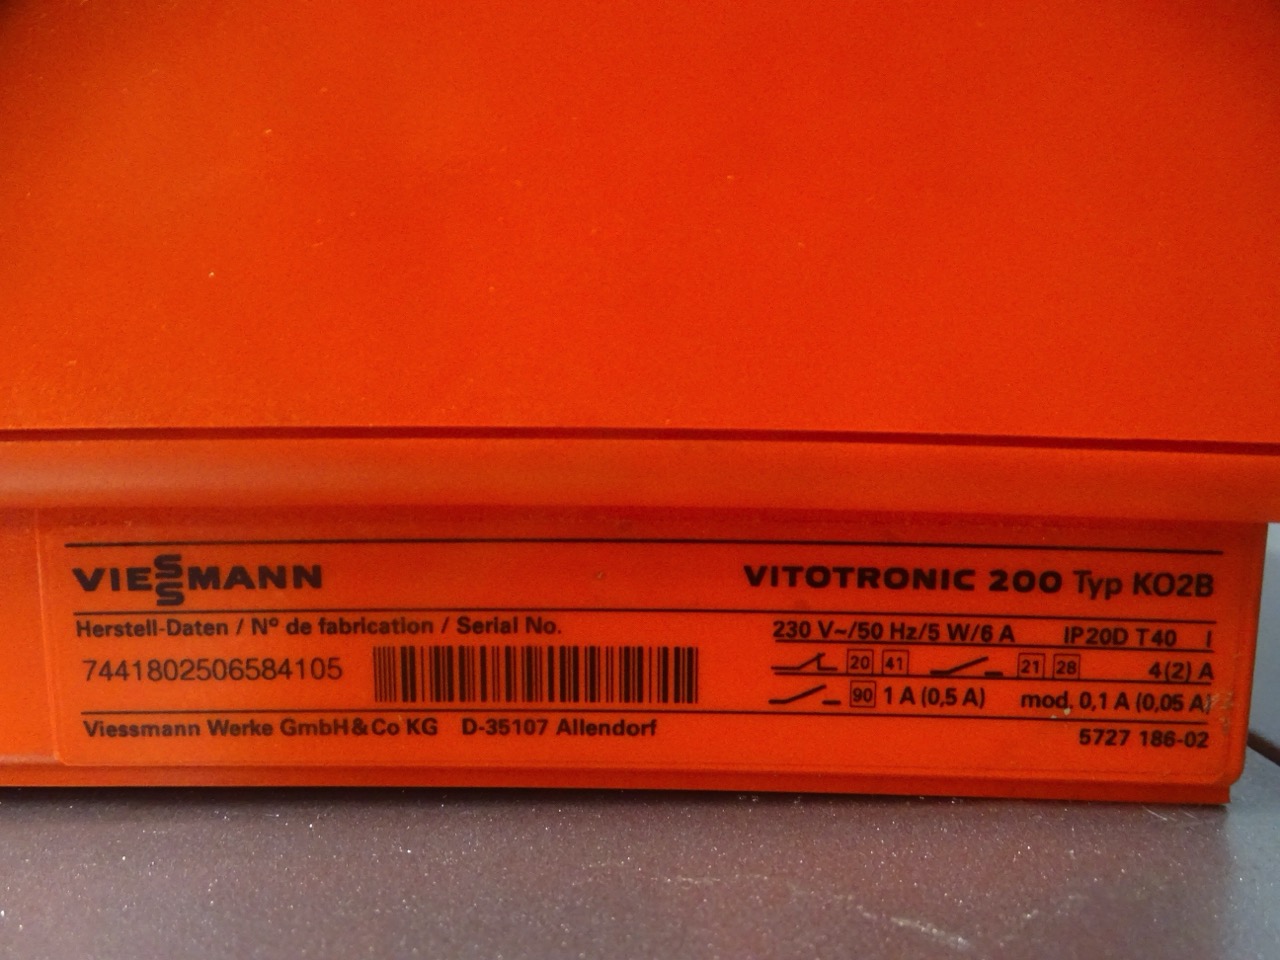 VIESSMANN
VITOTRONIC 200 Typ KO2B
Herstell-Daten / Nº de fabrication / Serial No.
7441802506584105
Viessmann Werke GmbH&Co KG D-35107 Allendorf
230 V~/50 Hz/5 W/6 A IP20D T40 I
20 41 21 28 4(2) A
90 1 A (0,5 A) mod. 0,1 A (0,05 A)
5727 186-02